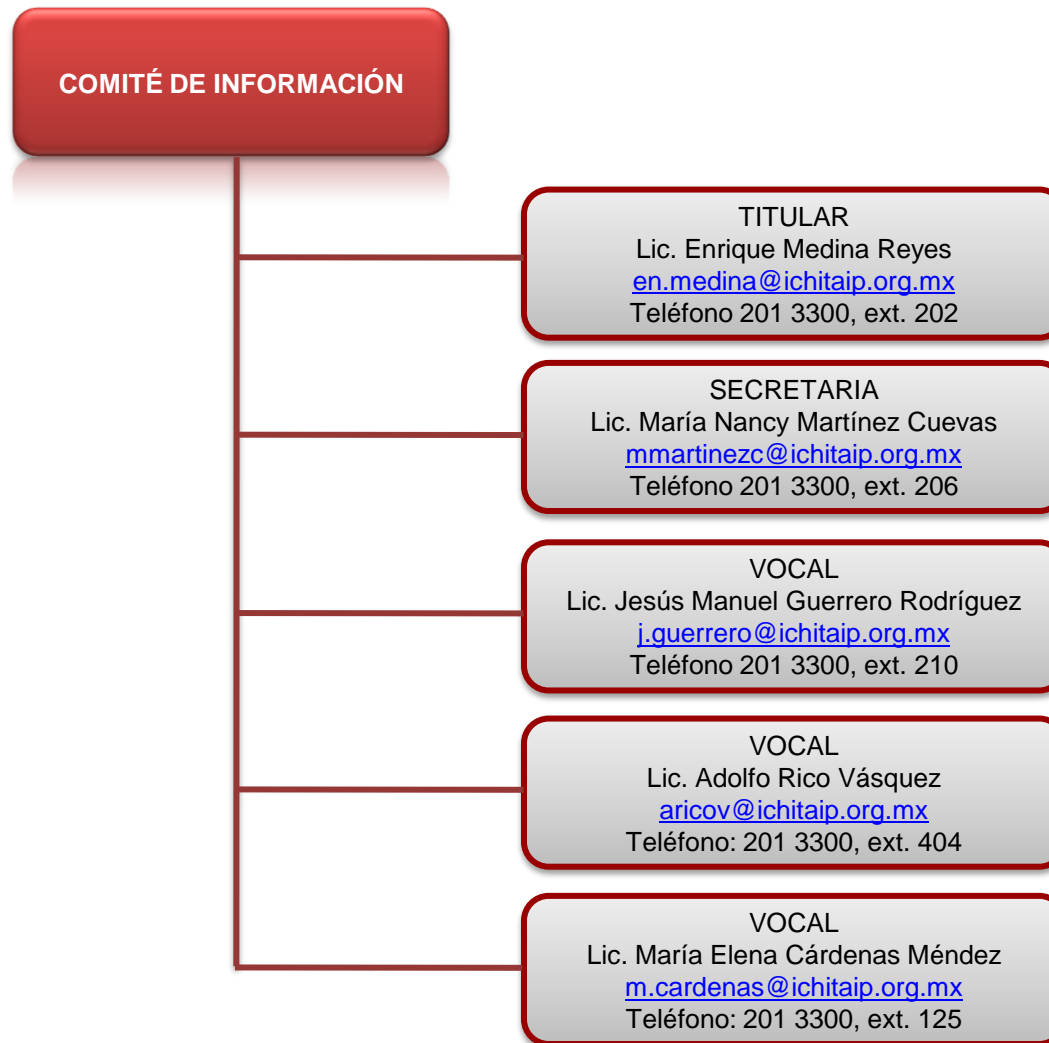 COMITÉ DE INFORMACIÓN
TITULAR
Lic. Enrique Medina Reyes
en.medina@ichitaip.org.mx
Teléfono 201 3300, ext. 202
SECRETARIA
Lic. María Nancy Martínez Cuevas
mmartinezc@ichitaip.org.mx
Teléfono 201 3300, ext. 206
VOCAL
Lic. Jesús Manuel Guerrero Rodríguez
j.guerrero@ichitaip.org.mx
Teléfono 201 3300, ext. 210
VOCAL
Lic. Adolfo Rico Vásquez
aricov@ichitaip.org.mx
Teléfono: 201 3300, ext. 404
VOCAL
Lic. María Elena Cárdenas Méndez
m.cardenas@ichitaip.org.mx
Teléfono: 201 3300, ext. 125